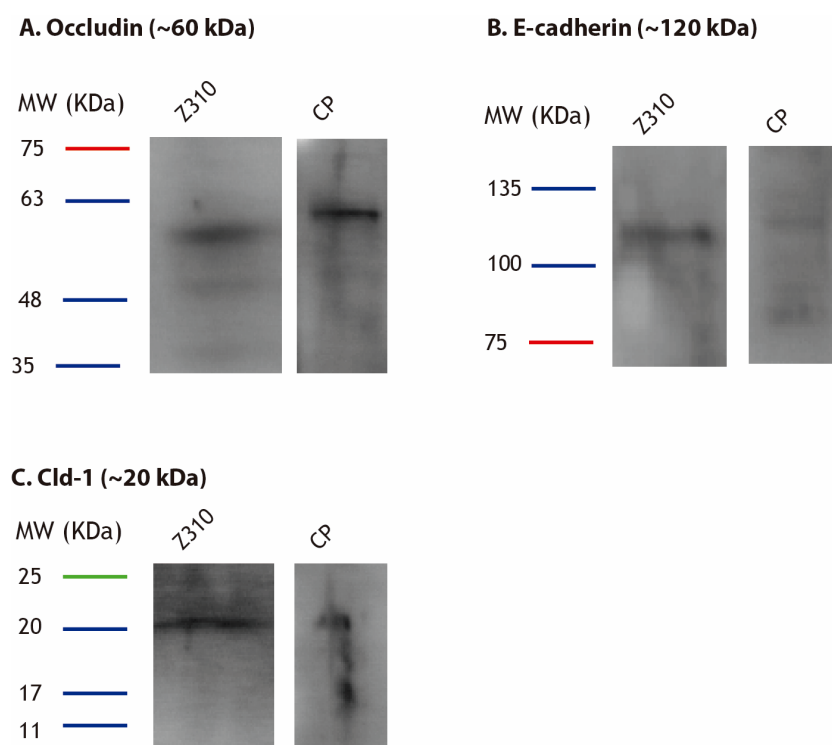 A. Occludin (~60 kDa)
MW (KDa)
Z310
CP
75
63
48
35
B. E-cadherin (~120 kDa)
MW (KDa)
Z310
CP
135
100
75
C. Cld-1 (~20 kDa)
MW (KDa)
Z310
CP
25
20
17
11